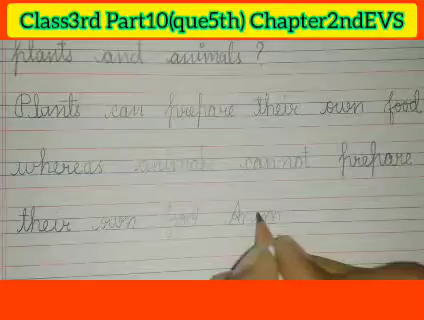 Class3rd Part10(que5th) Chapter2ndEVS
plants and animals ?
Plants can prepare their own food
whereas animals cannot prepare
their own food